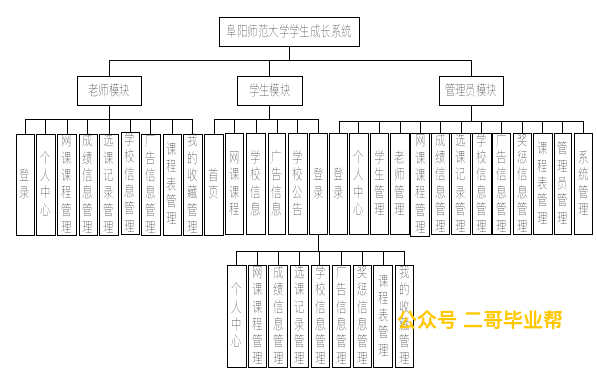 阜阳师范大学学生成长系统
老师模块
学生模块
管理员模块
登录
个人中心
网课课程管理
成绩信息管理
选课记录管理
学校信息管理
广告信息管理
课程表管理
我的收藏管理
首页
网课课程
学校信息
广告信息
学校公告
登录
登录
个人中心
学生管理
老师管理
网课课程管理
成绩信息管理
选课记录管理
学校信息管理
广告信息管理
奖惩信息管理
课程表管理
管理员管理
系统管理
个人中心
网课课程管理
成绩信息管理
选课记录管理
学校信息管理
广告信息管理
奖惩信息管理
课程表管理
我的收藏管理
公众号 二哥毕业帮